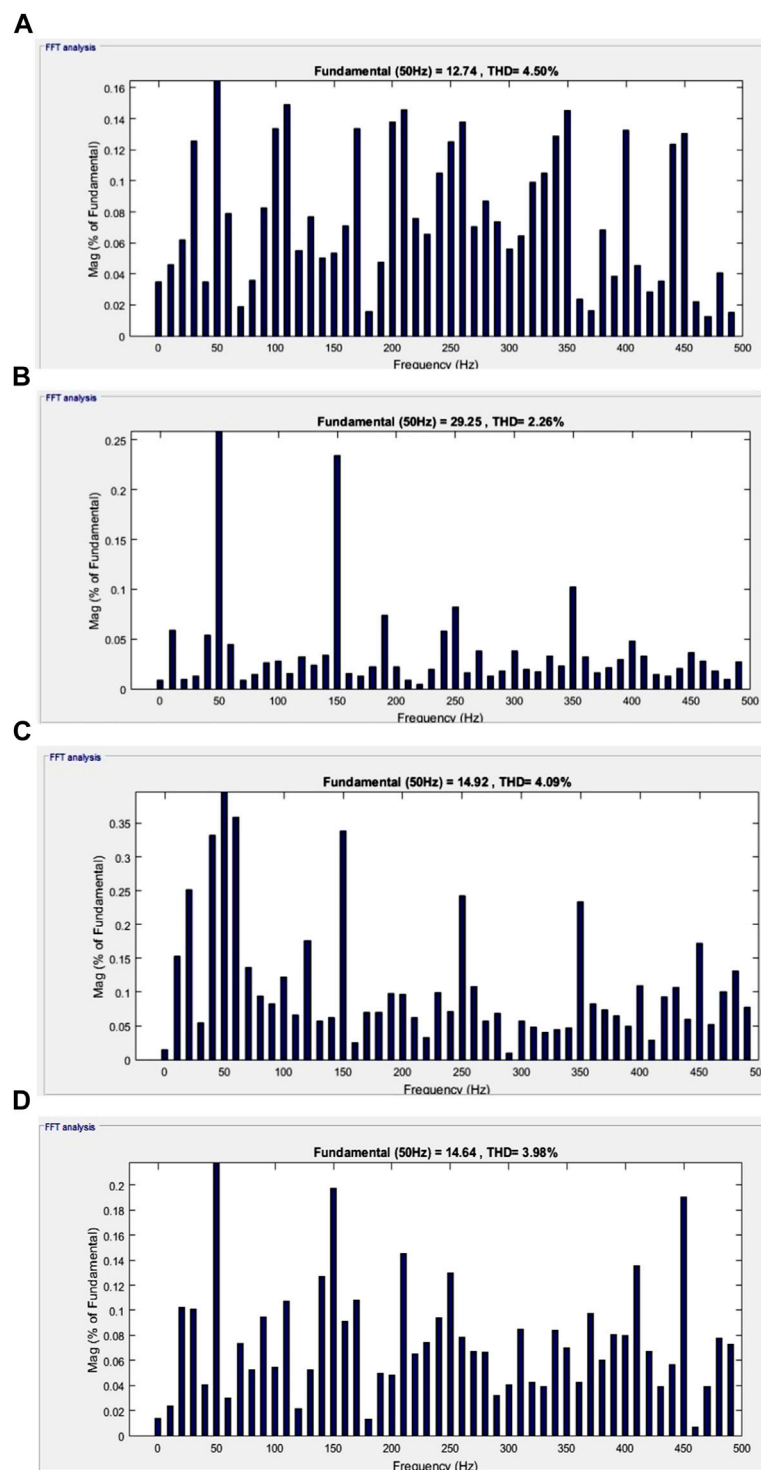 A
FFT analysis
Fundamental (50Hz) = 12.74 , THD= 4.50%
Mag (% of Fundamental)
0.16
0.14
0.12
0.1
0.08
0.06
0.04
0.02
0
0 50 100 150 200 250 300 350 400 450 500
Frequency (Hz)
B
FFT analysis
Fundamental (50Hz) = 29.25 , THD= 2.26%
Mag (% of Fundamental)
0.25
0.2
0.15
0.1
0.05
0
0 50 100 150 200 250 300 350 400 450 500
Frequency (Hz)
C
FFT analysis
Fundamental (50Hz) = 14.92 , THD= 4.09%
Mag (% of Fundamental)
0.35
0.3
0.25
0.2
0.15
0.1
0.05
0
0 50 100 150 200 250 300 350 400 450 500
Frequency (Hz)
D
FFT analysis
Fundamental (50Hz) = 14.64 , THD= 3.98%
Mag (% of Fundamental)
0.2
0.18
0.16
0.14
0.12
0.1
0.08
0.06
0.04
0.02
0
0 50 100 150 200 250 300 350 400 450 500
Frequency (Hz)